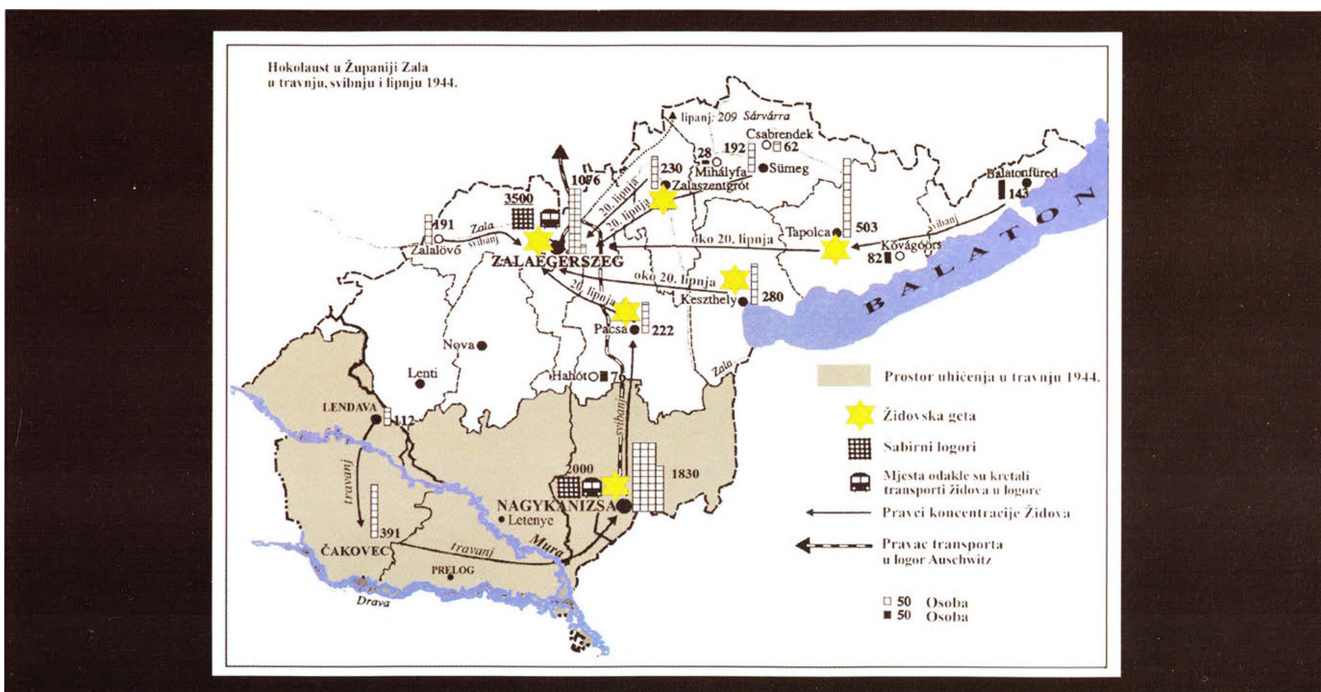 Hokolaust u Županiji Zala
u travnju, svibnju i lipnju 1944.
lipanj: 209
Sárvárra
Csabrendek
62
192
28
Mihályfa
Sümeg
230
Zalaszentgrót
1076
3500
20. lipnja
20. lipnja
Balatonfüred
143
svibanj
503
Tapolca
Kővágóörs
82
191
Zala
svibanj
Zalalövő
ZALAEGERSZEG
oko 20. lipnja
oko 20. lipnja
Keszthely
280
BALATON
20. lipnja
Pacsa
222
Nova
Lenti
Hahót
76
Zala
svibanj
LENDAVA
112
travanj
2000
1830
NAGYKANIZSA
Letenye
391
ČAKOVEC
travanj
Mura
PRELOG
Drava
Prostor uhićenja u travnju 1944.
Židovska geta
Sabirni logori
Mjesta odakle su kretali
transporti židova u logore
Pravci koncentracije Židova
Pravac transporta
u logor Auschwitz
50 Osoba
50 Osoba